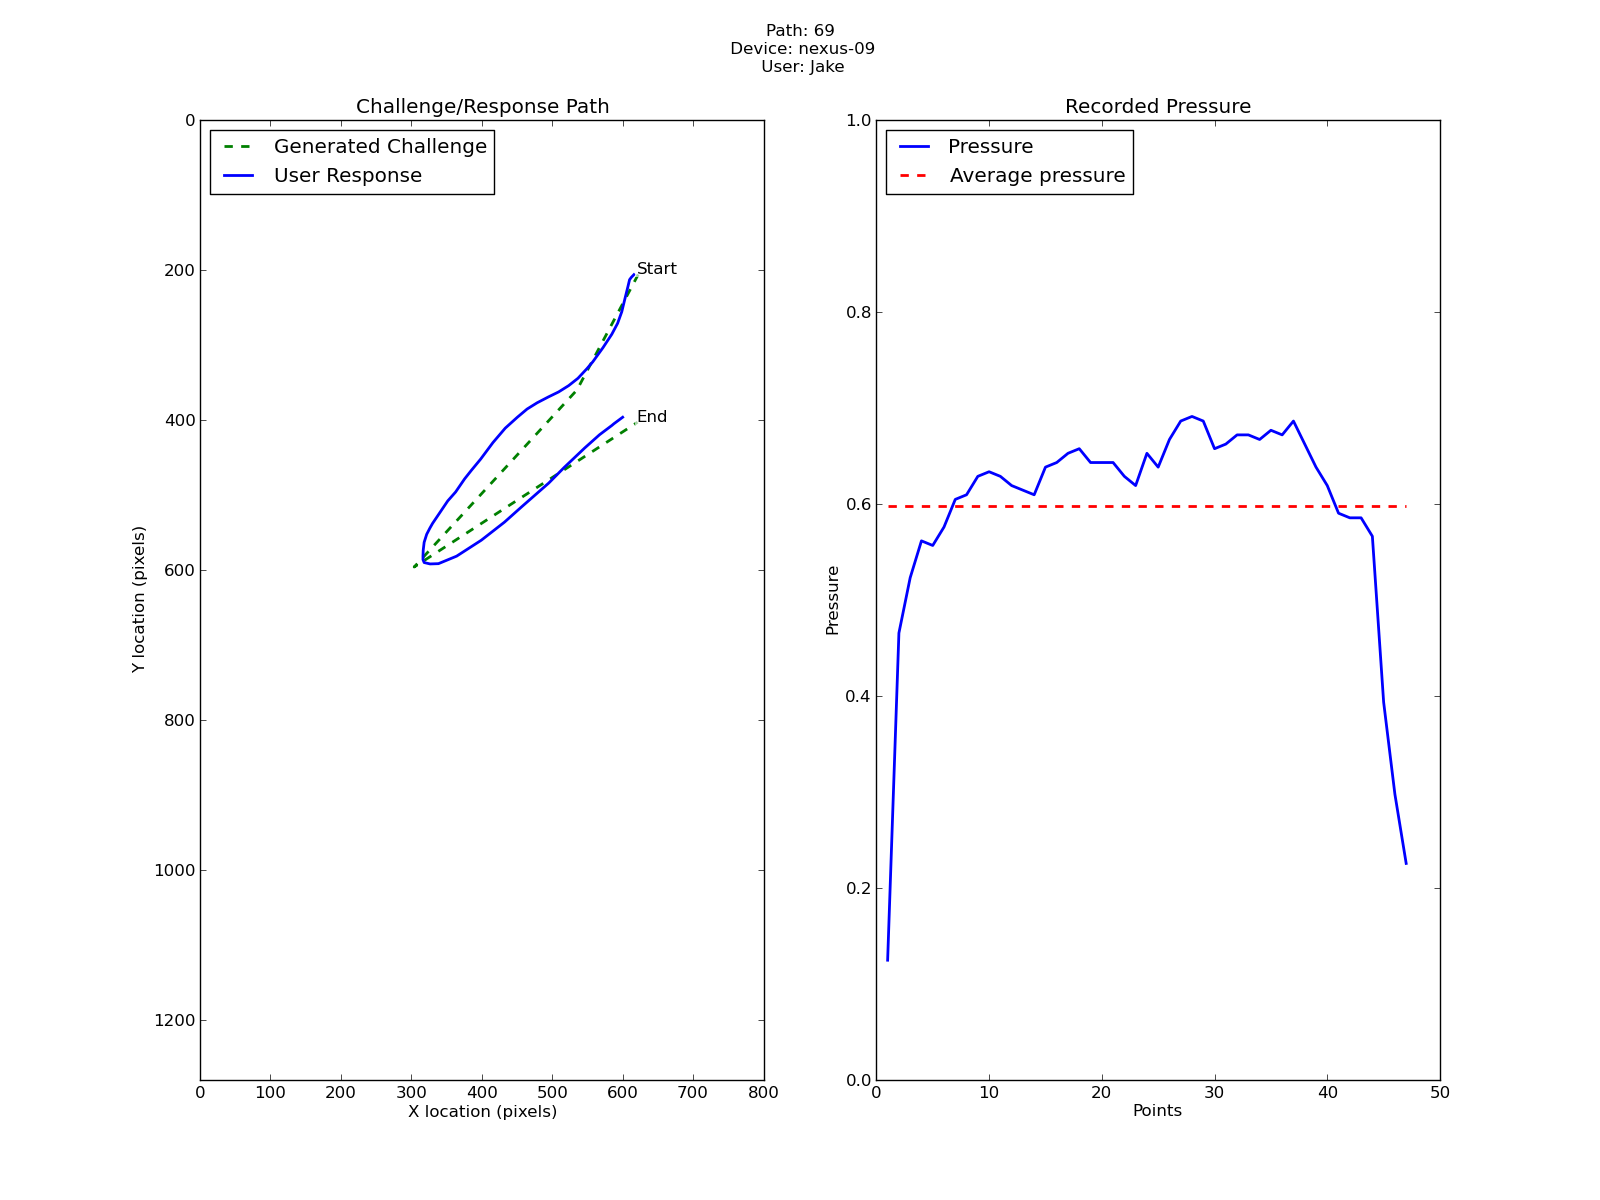 Path: 69
Device: nexus-09
User: Jake
Challenge/Response Path
Generated Challenge
User Response
Start
End
0
200
400
600
800
1000
1200
Y location (pixels)
0 100 200 300 400 500 600 700 800
X location (pixels)
Recorded Pressure
Pressure
Average pressure
1.0
0.8
0.6
0.4
0.2
0.0
Pressure
0 10 20 30 40 50
Points